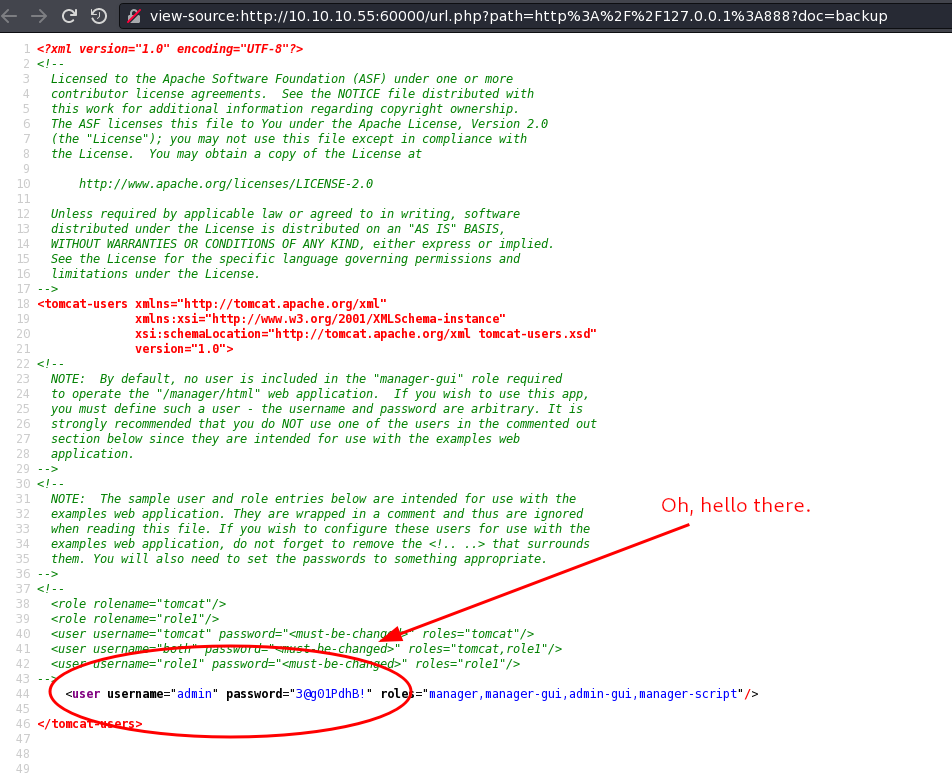 view-source:http://10.10.10.55:60000/url.php?path=http%3A%2F%2F127.0.0.1%3A888?doc=backup
1 <?xml version="1.0" encoding="UTF-8"?>
2 <!--
3 Licensed to the Apache Software Foundation (ASF) under one or more
4 contributor license agreements.  See the NOTICE file distributed with
5 this work for additional information regarding copyright ownership.
6 The ASF licenses this file to You under the Apache License, Version 2.0
7 (the "License"); you may not use this file except in compliance with
8 the License.  You may obtain a copy of the License at
9
10 http://www.apache.org/licenses/LICENSE-2.0
11
12 Unless required by applicable law or agreed to in writing, software
13 distributed under the License is distributed on an "AS IS" BASIS,
14 WITHOUT WARRANTIES OR CONDITIONS OF ANY KIND, either express or implied.
15 See the License for the specific language governing permissions and
16 limitations under the License.
17 -->
18 <tomcat-users xmlns="http://tomcat.apache.org/xml"
19 xmlns:xsi="http://www.w3.org/2001/XMLSchema-instance"
20 xsi:schemaLocation="http://tomcat.apache.org/xml tomcat-users.xsd"
21 version="1.0">
22 <!--
23 NOTE:  By default, no user is included in the "manager-gui" role required
24 to operate the "/manager/html" web application.  If you wish to use this app,
25 you must define such a user - the username and password are arbitrary. It is
26 strongly recommended that you do NOT use one of the users in the commented out
27 section below since they are intended for use with the examples web
28 application.
29 -->
30 <!--
31 NOTE:  The sample user and role entries below are intended for use with the
32 examples web application. They are wrapped in a comment and thus are ignored
33 when reading this file. If you wish to configure these users for use with the
34 examples web application, do not forget to remove the <!.. ..> that surrounds
35 them. You will also need to set the passwords to something appropriate.
Oh, hello there.
36 -->
37 <!--
38 <role rolename="tomcat"/>
39 <role rolename="role1"/>
40 <user username="tomcat" password="<must-be-changed>" roles="tomcat"/>
41 <user username="both" password="<must-be-changed>" roles="tomcat,role1"/>
42 <user username="role1" password="<must-be-changed>" roles="role1"/>
43 -->
44 <user username="admin" password="3@g01PdhB!" roles="manager,manager-gui,admin-gui,manager-script"/>
45
46 </tomcat-users>
47
48
49